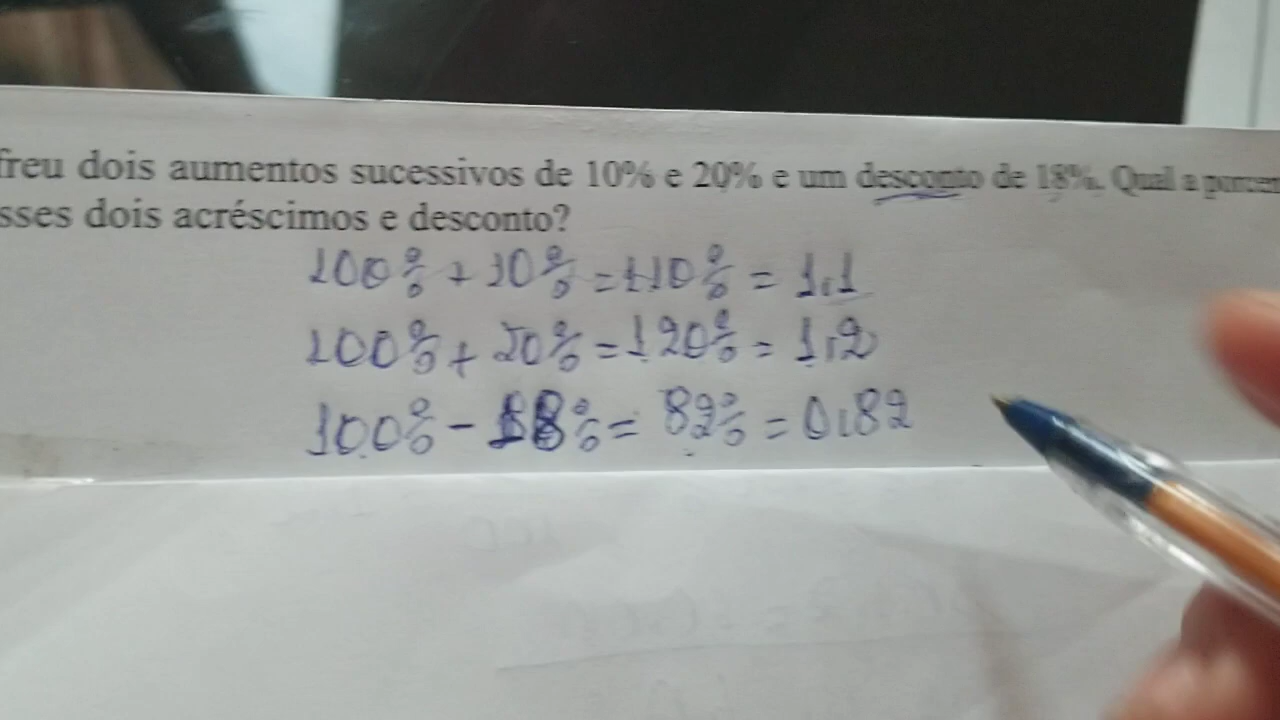 freu dois aumentos sucessivos de 10% e 20% e um desconto de 18%. Qual a porcen
sses dois acréscimos e desconto?
100% + 10% = 110% = 1,1
100% + 20% = 120% = 1,2
100% - 18% = 82% = 0,82